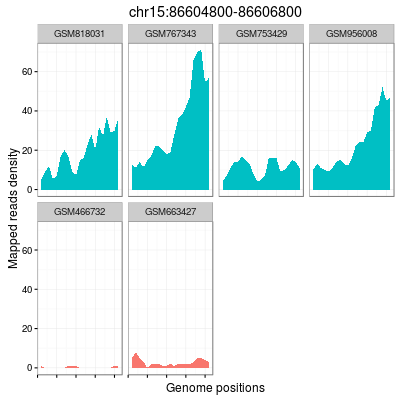 chr15:86604800-86606800
GSM818031 GSM767343 GSM753429 GSM956008
60
40
20
0
Mapped reads density
GSM466732 GSM663427
60
40
20
0
Genome positions